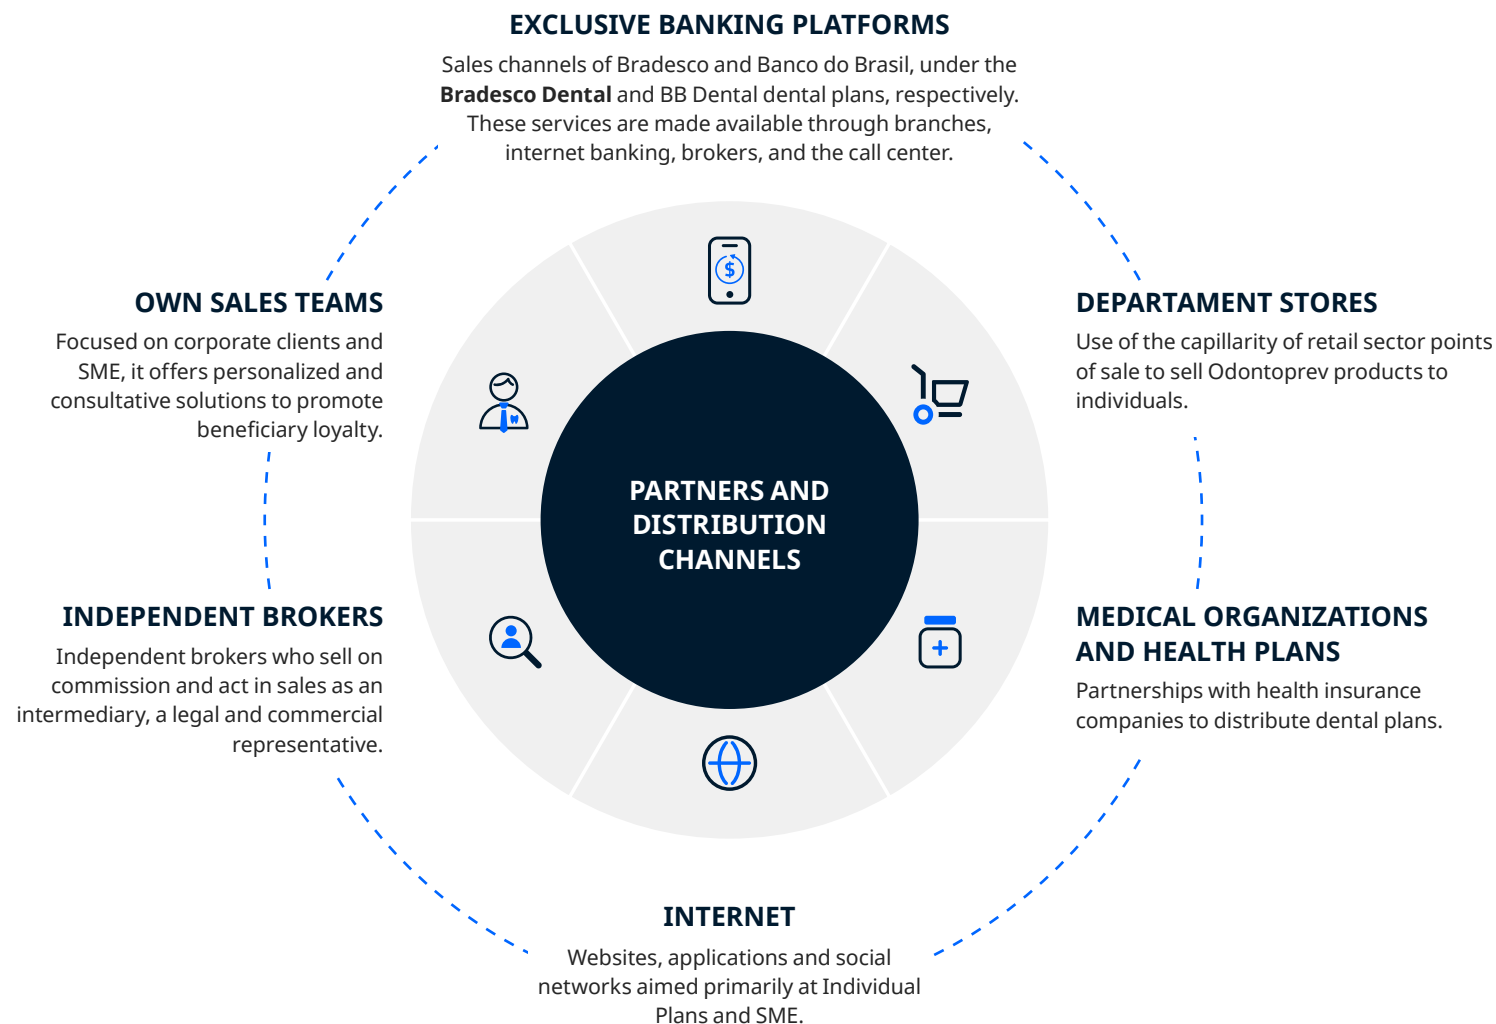 EXCLUSIVE BANKING PLATFORMS
Sales channels of Bradesco and Banco do Brasil, under the
Bradesco Dental and BB Dental dental plans, respectively.
These services are made available through branches,
internet banking, brokers, and the call center.
OWN SALES TEAMS
Focused on corporate clients and
SME, it offers personalized and
consultative solutions to promote
beneficiary loyalty.
DEPARTAMENT STORES
Use of the capillarity of retail sector points
of sale to sell Odontoprev products to
individuals.
$
PARTNERS AND
DISTRIBUTION
CHANNELS
INDEPENDENT BROKERS
Independent brokers who sell on
commission and act in sales as an
intermediary, a legal and commercial
representative.
MEDICAL ORGANIZATIONS
AND HEALTH PLANS
Partnerships with health insurance
companies to distribute dental plans.
INTERNET
Websites, applications and social
networks aimed primarily at Individual
Plans and SME.